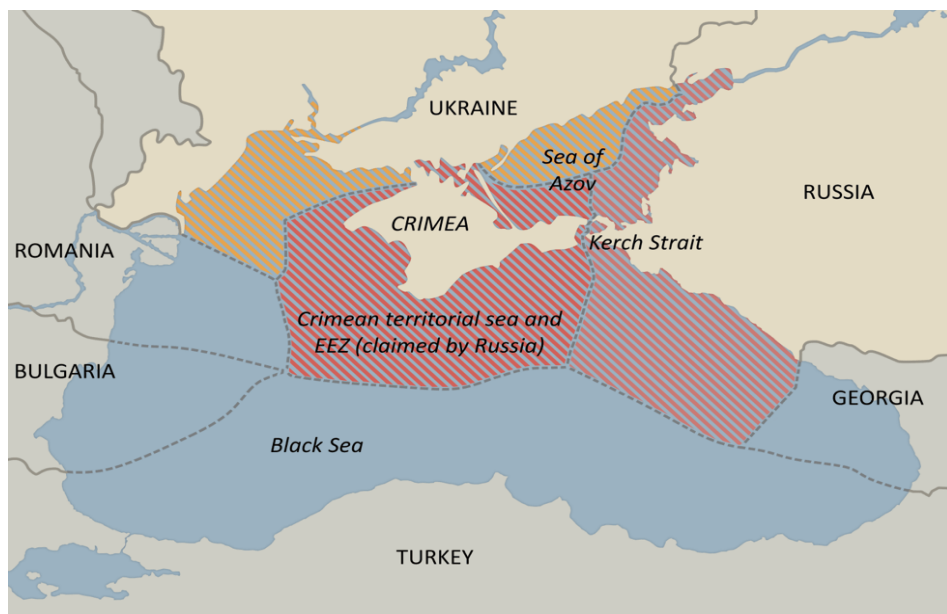 UKRAINE
Sea of
Azov
RUSSIA
CRIMEA
Kerch Strait
ROMANIA
Crimean territorial sea and
EEZ (claimed by Russia)
BULGARIA
GEORGIA
Black Sea
TURKEY